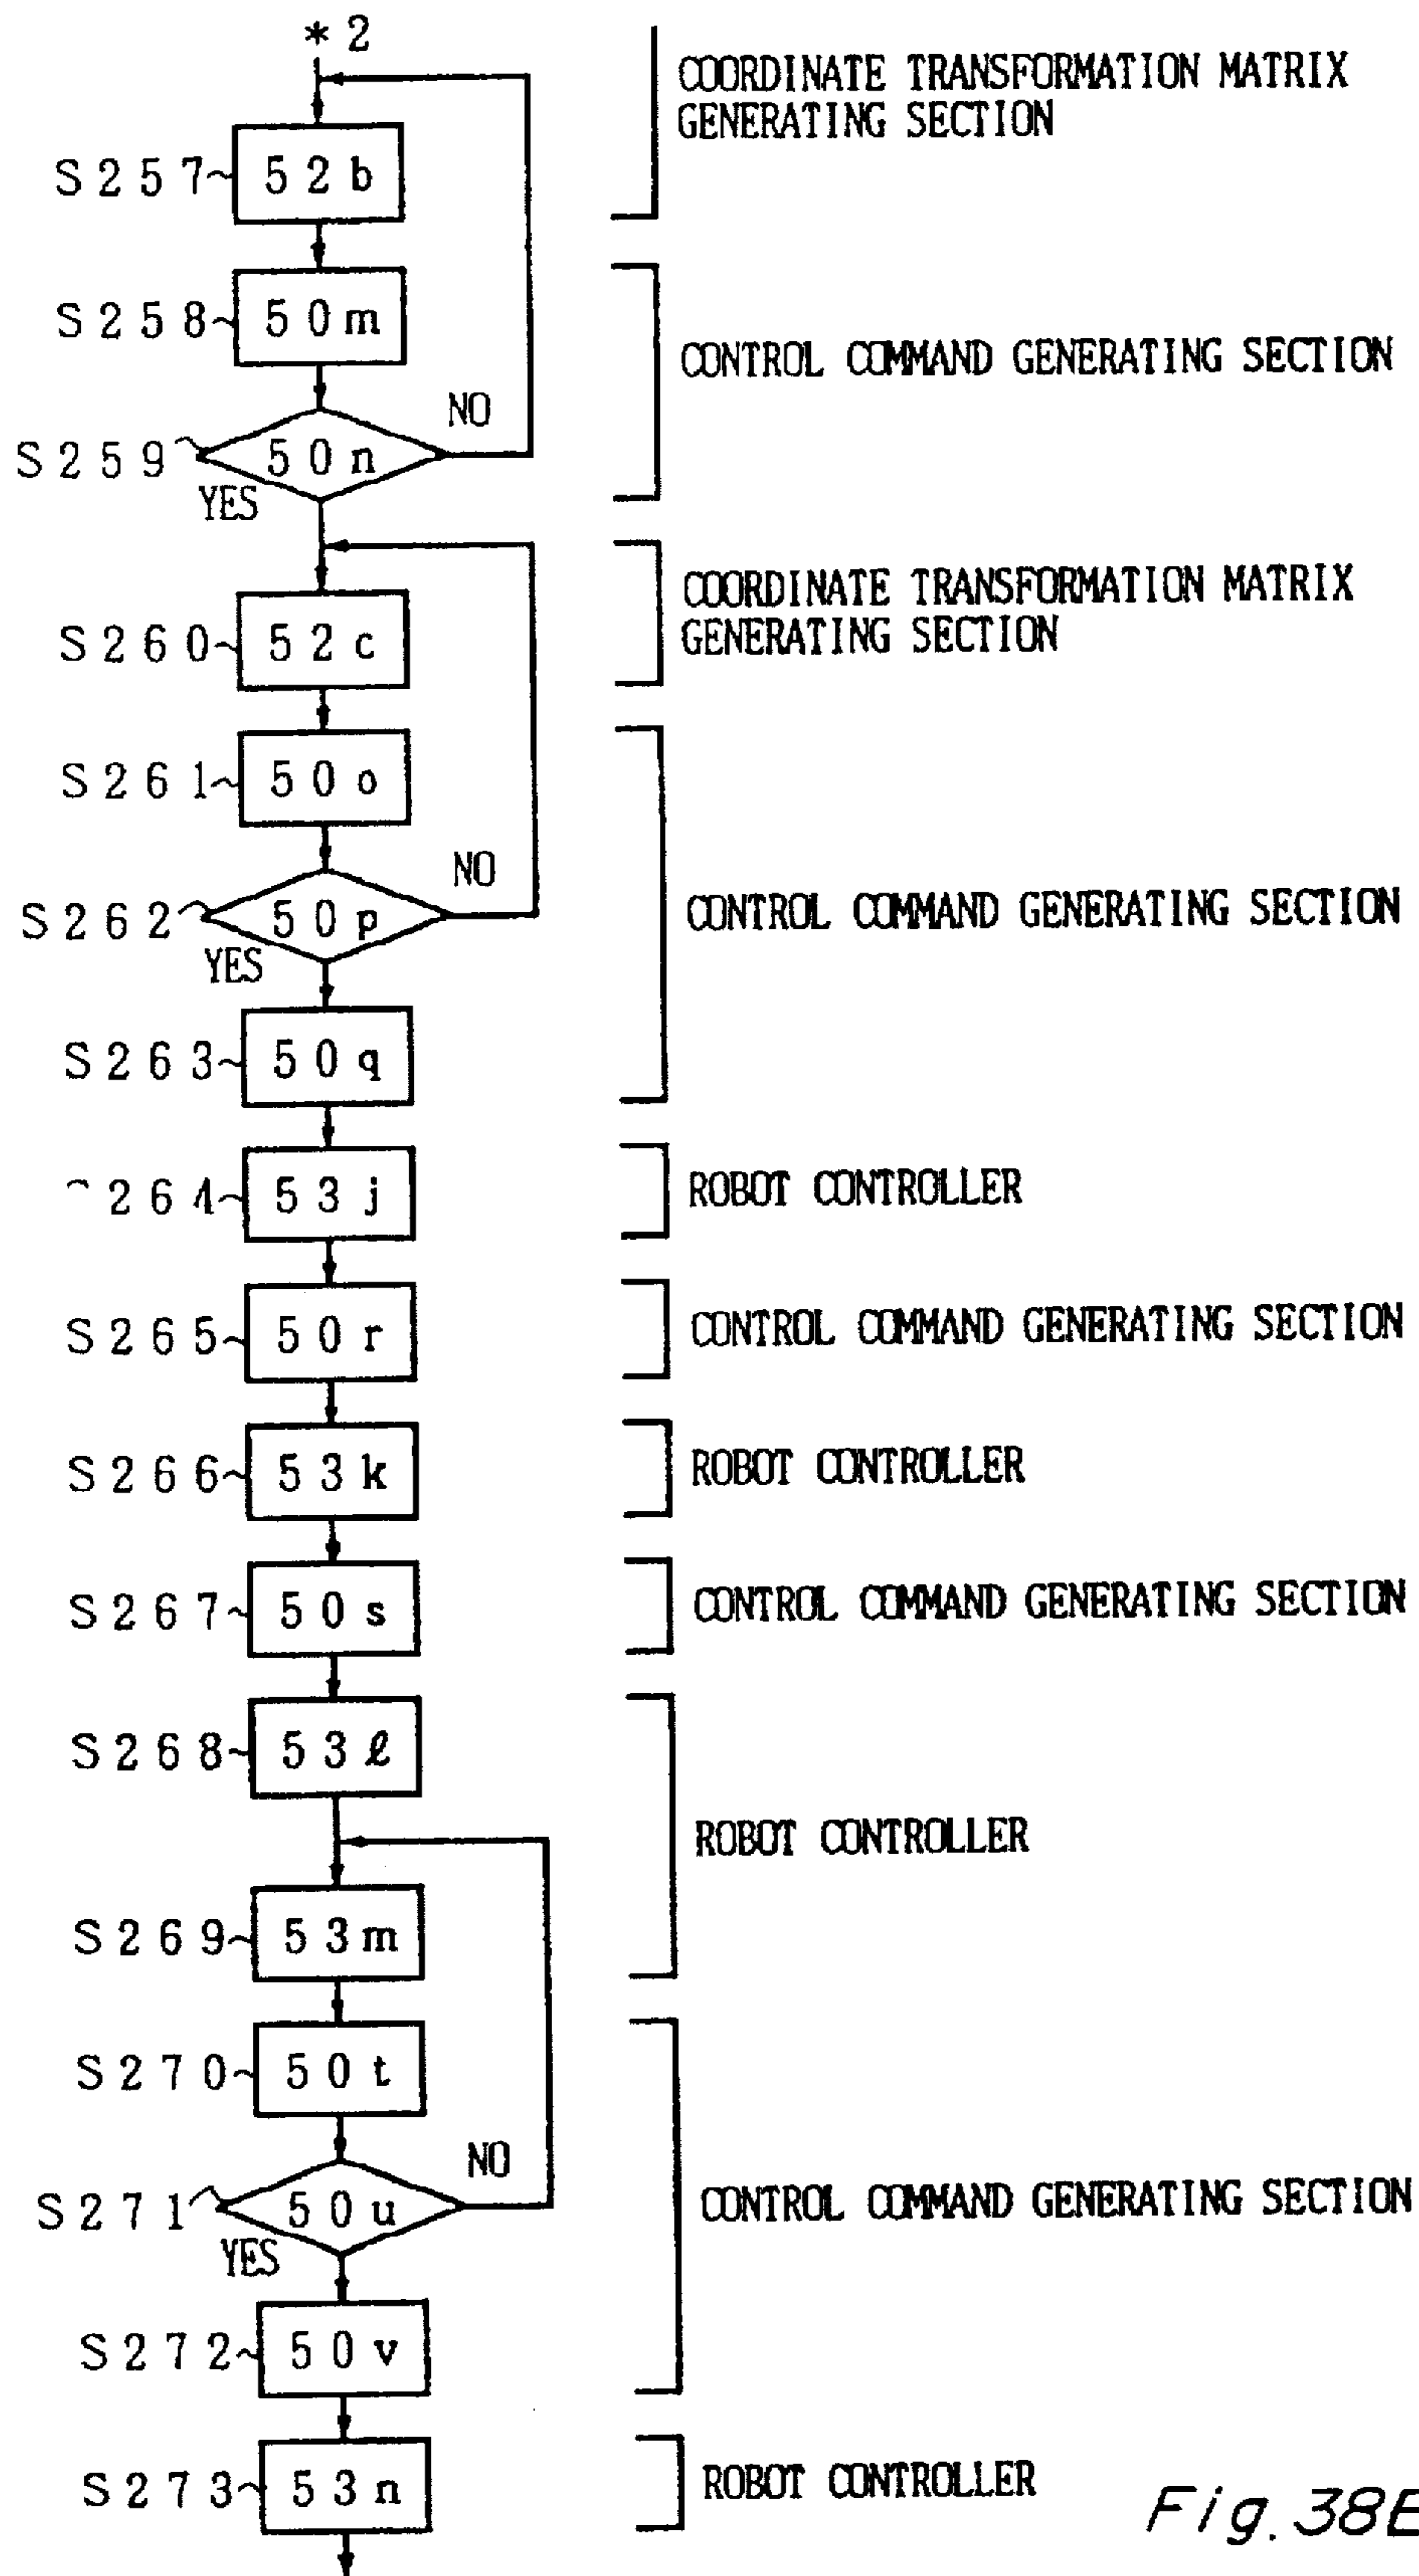 *2
COORDINATE TRANSFORMATION MATRIX
GENERATING SECTION
S257 52b
S258 50m
CONTROL COMMAND GENERATING SECTION
NO
S259 50n
YES
COORDINATE TRANSFORMATION MATRIX
GENERATING SECTION
S260 52c
S261 50o
NO
S262 50p
CONTROL COMMAND GENERATING SECTION
YES
S263 50q
264 53j
ROBOT CONTROLLER
S265 50r
CONTROL COMMAND GENERATING SECTION
S266 53k
ROBOT CONTROLLER
S267 50s
CONTROL COMMAND GENERATING SECTION
S268 53ℓ
ROBOT CONTROLLER
S269 53m
S270 50t
NO
S271 50u
CONTROL COMMAND GENERATING SECTION
YES
S272 50v
S273 53n
ROBOT CONTROLLER
Fig. 38E